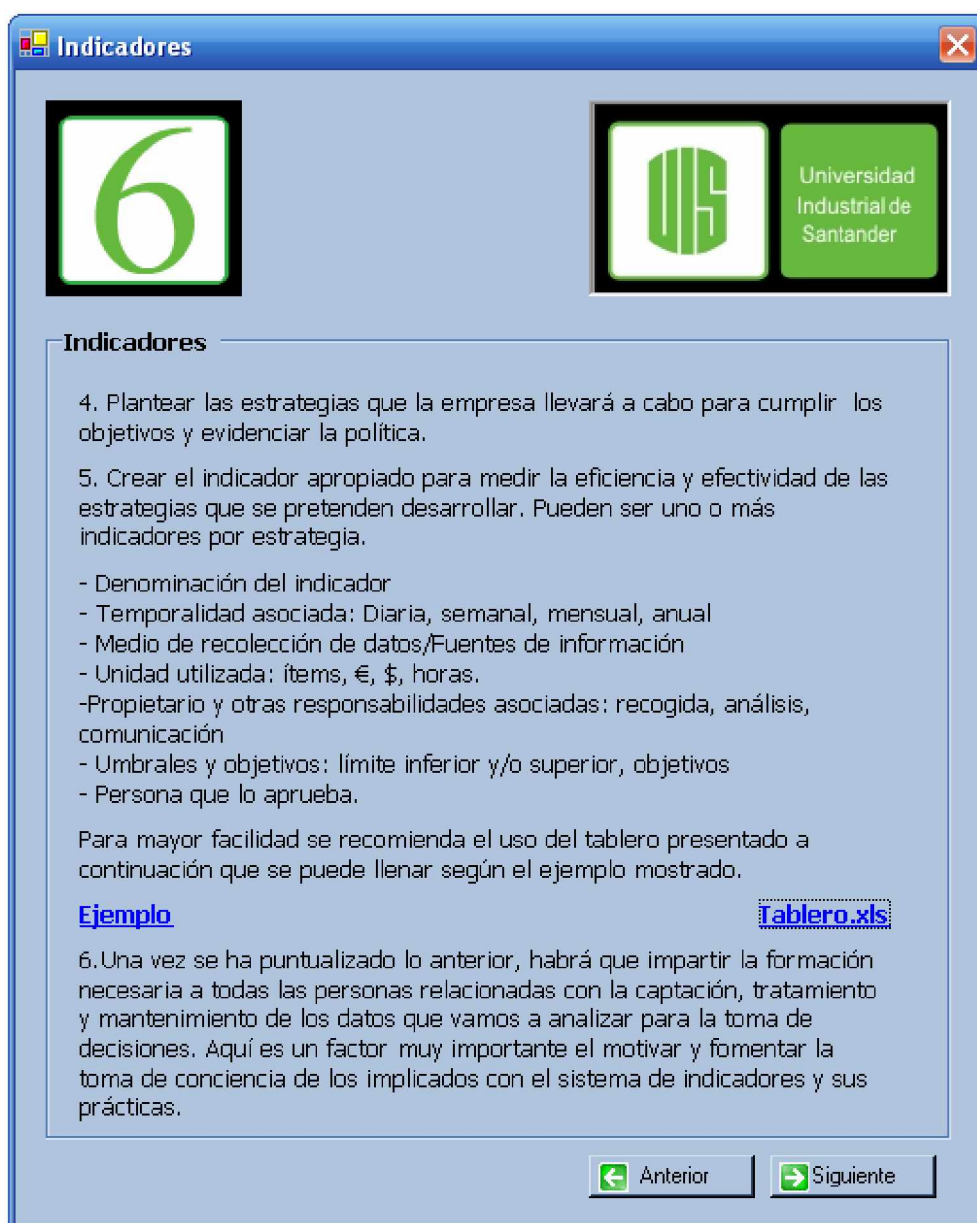 Indicadores
6
UIS
Universidad
Industrial de
Santander
Indicadores
4. Plantear las estrategias que la empresa llevará a cabo para cumplir los
objetivos y evidenciar la política.
5. Crear el indicador apropiado para medir la eficiencia y efectividad de las
estrategias que se pretenden desarrollar. Pueden ser uno o más
indicadores por estrategia.
- Denominación del indicador
- Temporalidad asociada: Diaria, semanal, mensual, anual
- Medio de recolección de datos/Fuentes de información
- Unidad utilizada: ítems, €, $, horas.
-Propietario y otras responsabilidades asociadas: recogida, análisis,
comunicación
- Umbrales y objetivos: límite inferior y/o superior, objetivos
- Persona que lo aprueba.
Para mayor facilidad se recomienda el uso del tablero presentado a
continuación que se puede llenar según el ejemplo mostrado.
Ejemplo Tablero.xls
6.Una vez se ha puntualizado lo anterior, habrá que impartir la formación
necesaria a todas las personas relacionadas con la captación, tratamiento
y mantenimiento de los datos que vamos a analizar para la toma de
decisiones. Aquí es un factor muy importante el motivar y fomentar la
toma de conciencia de los implicados con el sistema de indicadores y sus
prácticas.
Anterior Siguiente